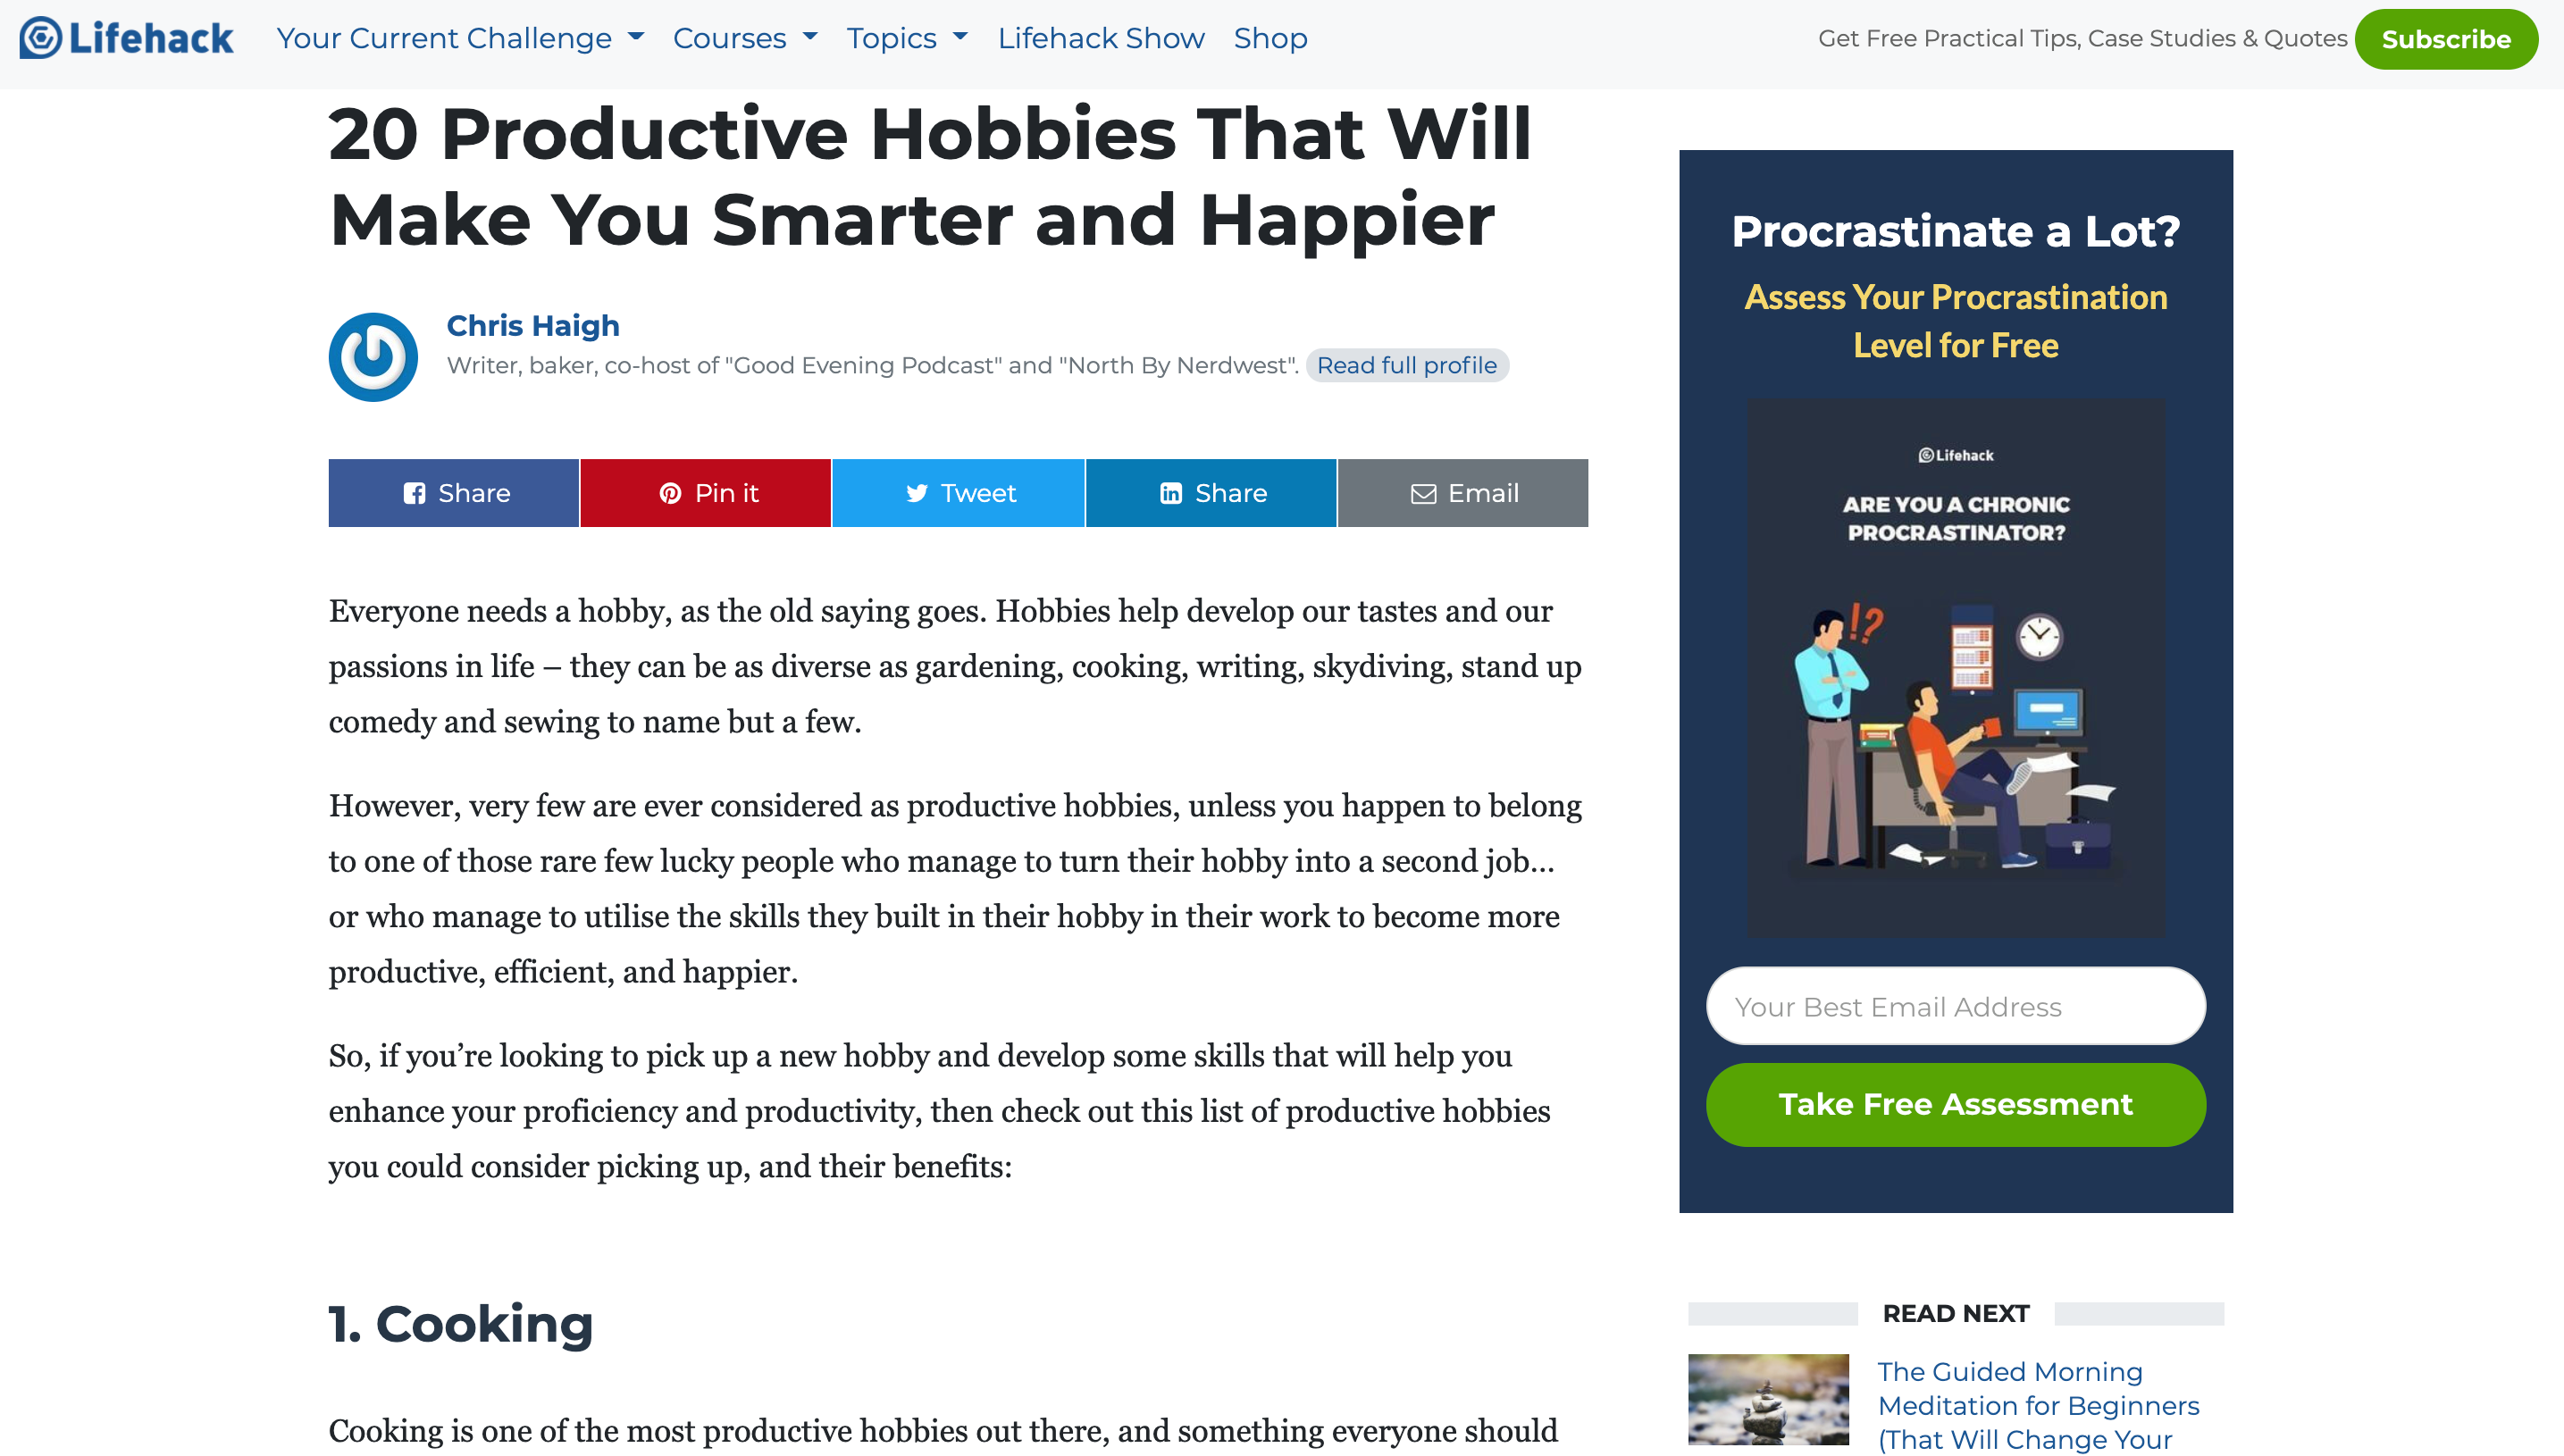 Lifehack
Your Current Challenge
Courses
Topics
Lifehack Show
Shop
Get Free Practical Tips, Case Studies & Quotes
Subscribe
20 Productive Hobbies That Will
Make You Smarter and Happier
Chris Haigh
Writer, baker, co-host of "Good Evening Podcast" and "North By Nerdwest". Read full profile
Share
Pin it
Tweet
Share
Email
Everyone needs a hobby, as the old saying goes. Hobbies help develop our tastes and our
passions in life – they can be as diverse as gardening, cooking, writing, skydiving, stand up
comedy and sewing to name but a few.
However, very few are ever considered as productive hobbies, unless you happen to belong
to one of those rare few lucky people who manage to turn their hobby into a second job…
or who manage to utilise the skills they built in their hobby in their work to become more
productive, efficient, and happier.
So, if you’re looking to pick up a new hobby and develop some skills that will help you
enhance your proficiency and productivity, then check out this list of productive hobbies
you could consider picking up, and their benefits:
1. Cooking
Cooking is one of the most productive hobbies out there, and something everyone should
Procrastinate a Lot?
Assess Your Procrastination
Level for Free
Lifehack
ARE YOU A CHRONIC
PROCRASTINATOR?
!?
Your Best Email Address
Take Free Assessment
READ NEXT
The Guided Morning
Meditation for Beginners
(That Will Change Your